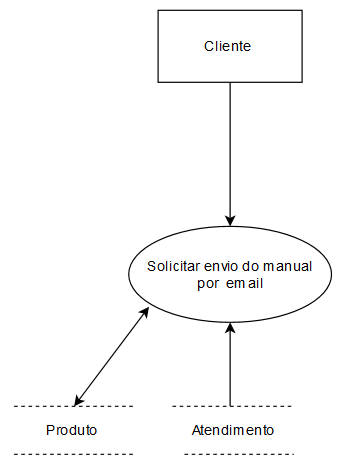 Cliente
Solicitar envio do manual
por email
Produto
Atendimento